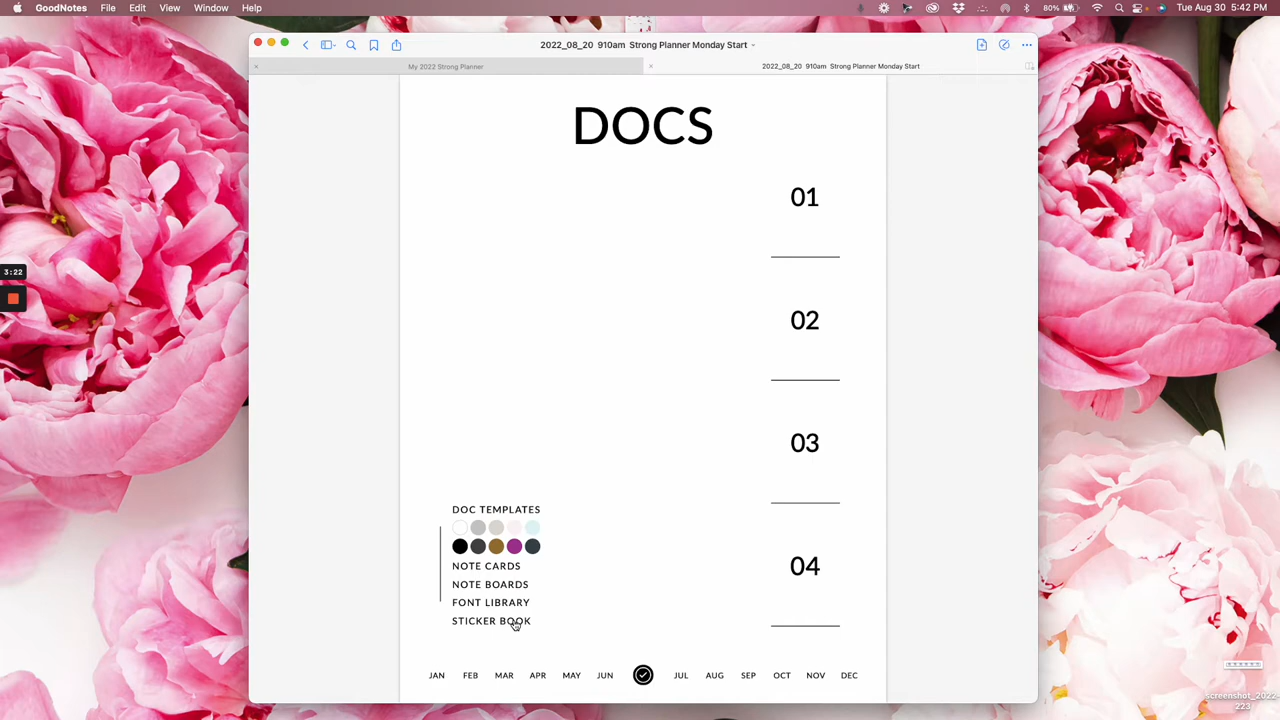 GoodNotes File Edit View Window Help
80% Tue Aug 30 5:42 PM
2022_08_20 910am Strong Planner Monday Start
My 2022 Strong Planner
2022_08_20 910am Strong Planner Monday Start
DOCS
01
02
3:22
03
04
DOC TEMPLATES
NOTE CARDS
NOTE BOARDS
FONT LIBRARY
STICKER BOOK
JAN FEB MAR APR MAY JUN JUL AUG SEP OCT NOV DEC
screenshot_2022-
223